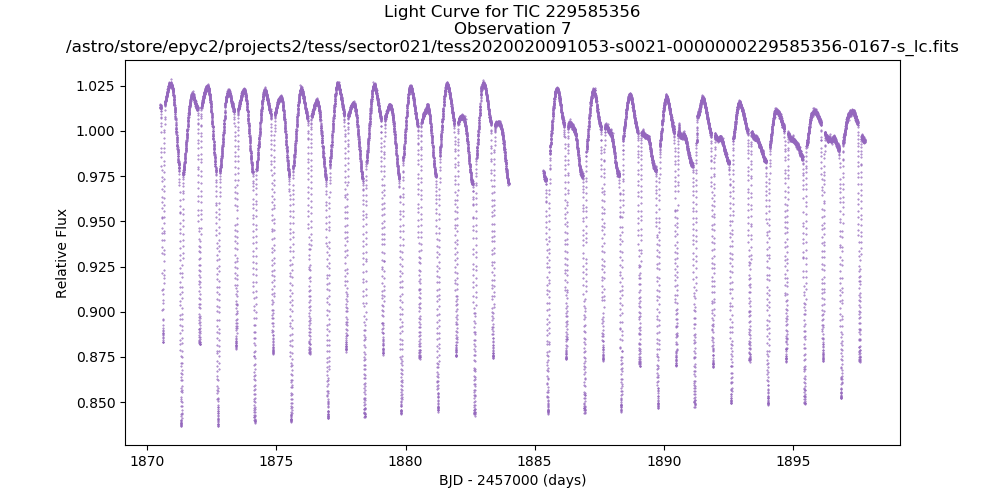 Light Curve for TIC 229585356
Observation 7
/astro/store/epyc2/projects2/tess/sector021/tess2020020091053-s0021-0000000229585356-0167-s_lc.fits
1.025
1.000
0.975
0.950
0.925
0.900
0.875
0.850
Relative Flux
1870
1875
1880
1885
1890
1895
BJD - 2457000 (days)